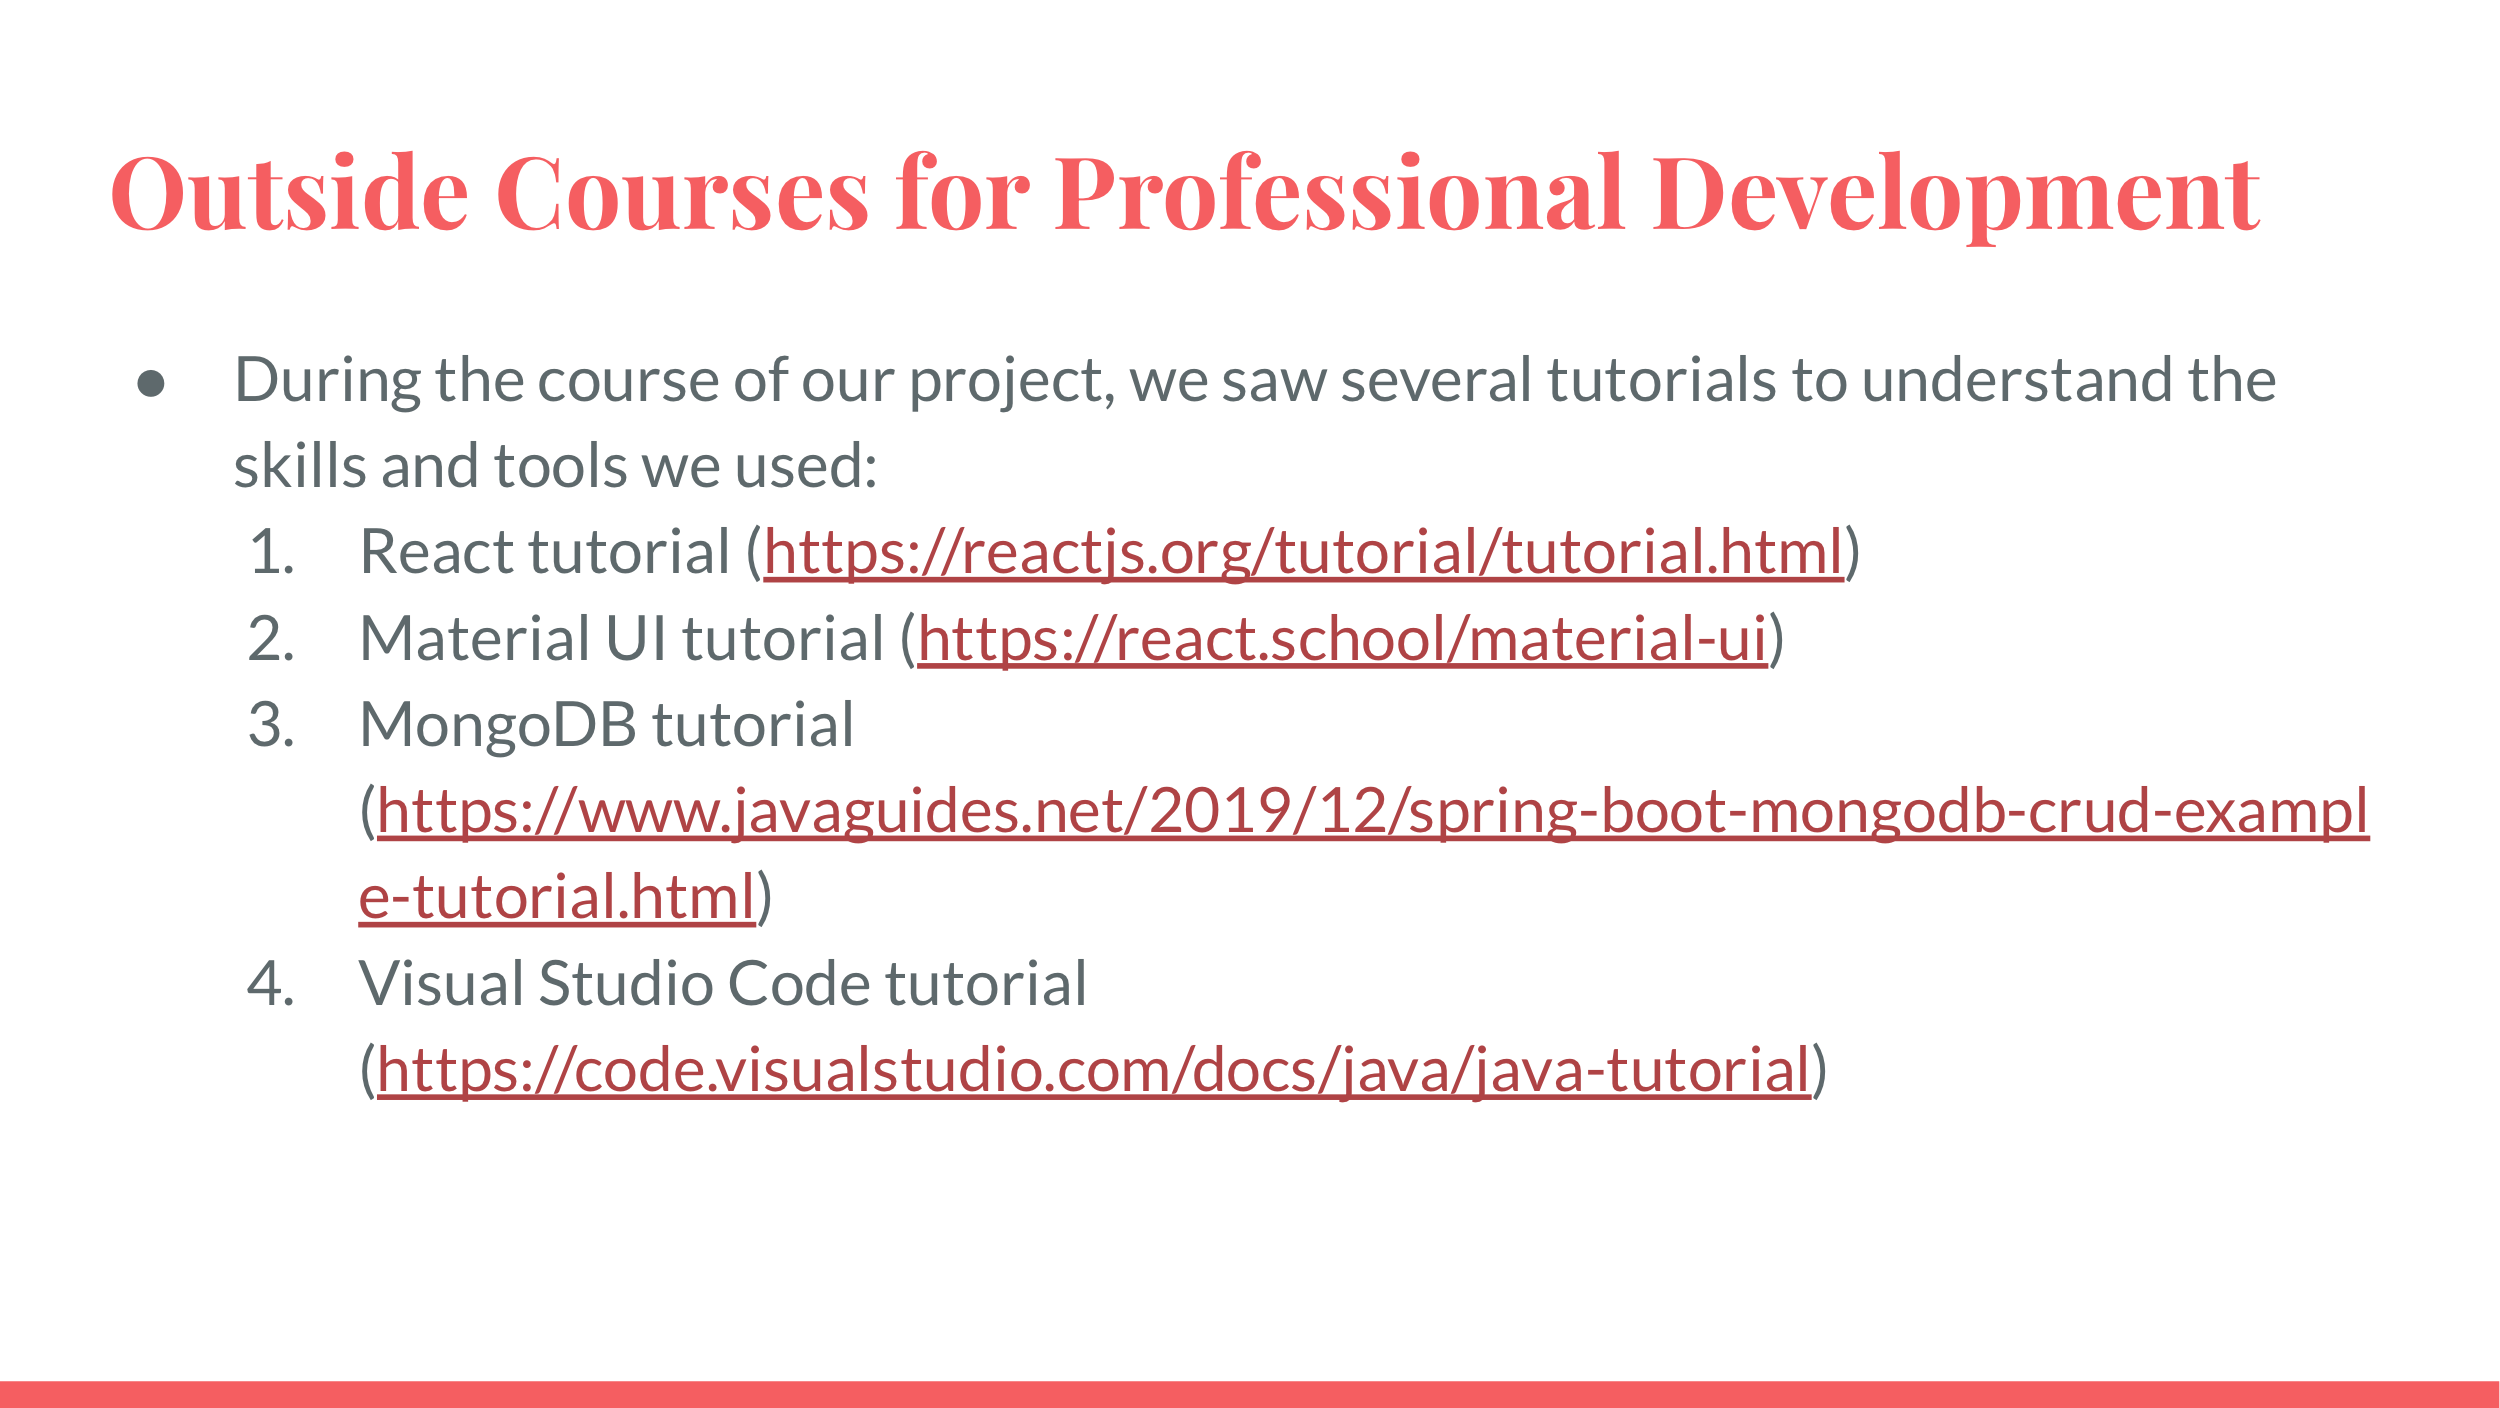 Outside Courses for Professional Development
● During the course of our project, we saw several tutorials to understand the
skills and tools we used:
1. React tutorial (https://reactjs.org/tutorial/tutorial.html)
2. Material UI tutorial (https://react.school/material-ui)
3. MongoDB tutorial
(https://www.javaguides.net/2019/12/spring-boot-mongodb-crud-exampl
e-tutorial.html)
4. Visual Studio Code tutorial
(https://code.visualstudio.com/docs/java/java-tutorial)